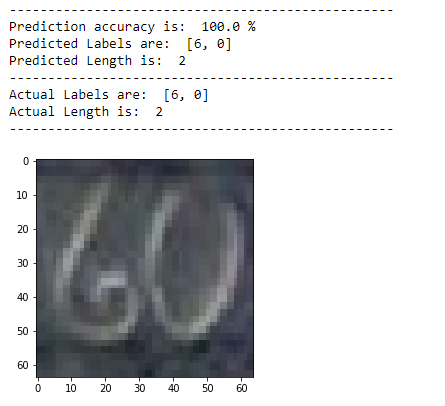 --------------------------------------------------
Prediction accuracy is:  100.0 %
Predicted Labels are:  [6, 0]
Predicted Length is:  2
--------------------------------------------------
Actual Labels are:  [6, 0]
Actual Length is:  2
--------------------------------------------------
0
10
20
30
40
50
60
60
0 10 20 30 40 50 60